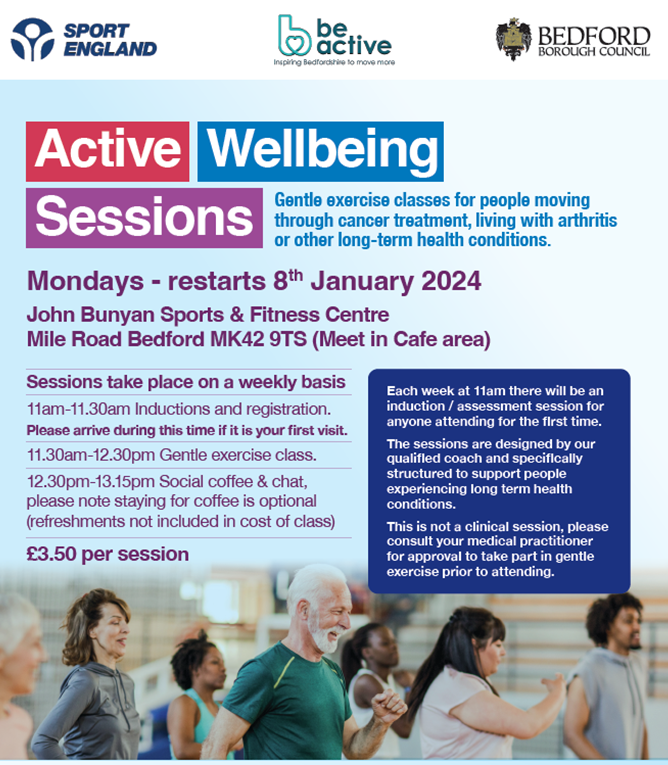 SPORT
ENGLAND
be
active
Inspiring Bedfordshire to move more
BEDFORD
BOROUGH COUNCIL
Active Wellbeing
Sessions
Gentle exercise classes for people moving
through cancer treatment, living with arthritis
or other long-term health conditions.
Mondays - restarts 8th January 2024
John Bunyan Sports & Fitness Centre
Mile Road Bedford MK42 9TS (Meet in Cafe area)
Sessions take place on a weekly basis
11am-11.30am Inductions and registration.
Please arrive during this time if it is your first visit.
11.30am-12.30pm Gentle exercise class.
12.30pm-13.15pm Social coffee & chat,
please note staying for coffee is optional
(refreshments not included in cost of class)
£3.50 per session
Each week at 11am there will be an
induction / assessment session for
anyone attending for the first time.
The sessions are designed by our
qualified coach and specifically
structured to support people
experiencing long term health
conditions.
This is not a clinical session, please
consult your medical practitioner
for approval to take part in gentle
exercise prior to attending.